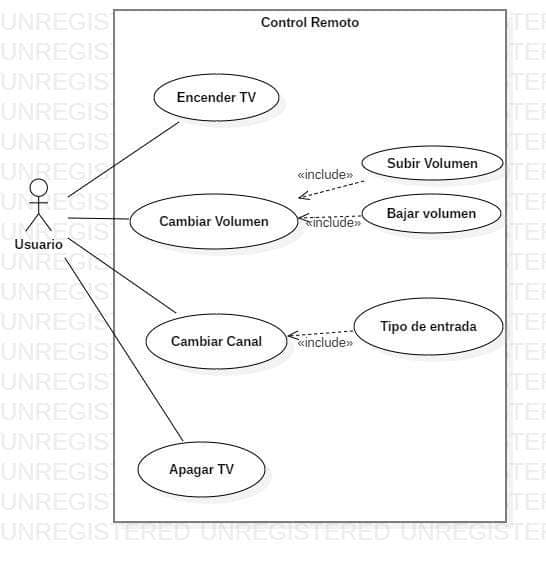 Control Remoto
Encender TV
«include»
Subir Volumen
Cambiar Volumen
Bajar volumen
«include»
Usuario
Tipo de entrada
Cambiar Canal
«include»
Apagar TV
UNREGISTERED UNREGISTERED UNREGISTERED